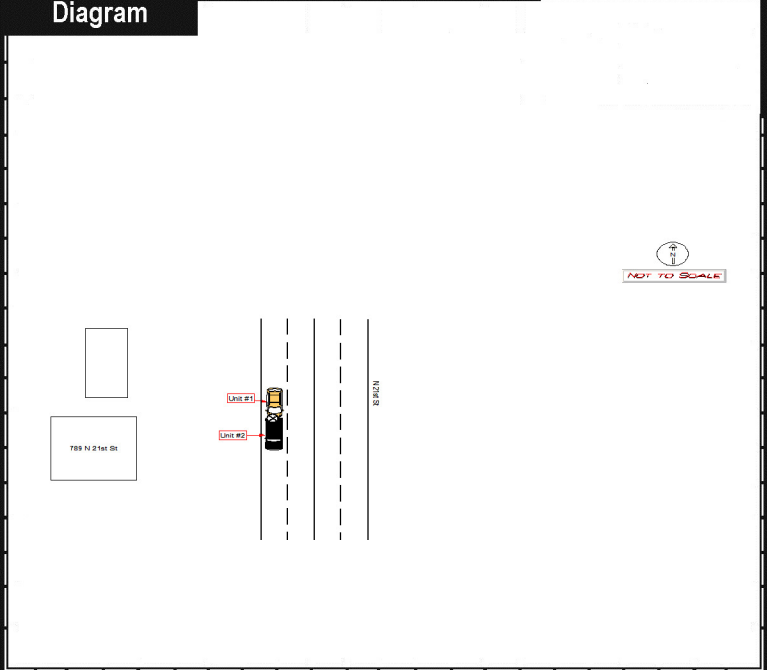 Diagram
N
NOT TO SCALE
N 21st St
Unit #1
Unit #2
789 N 21st St